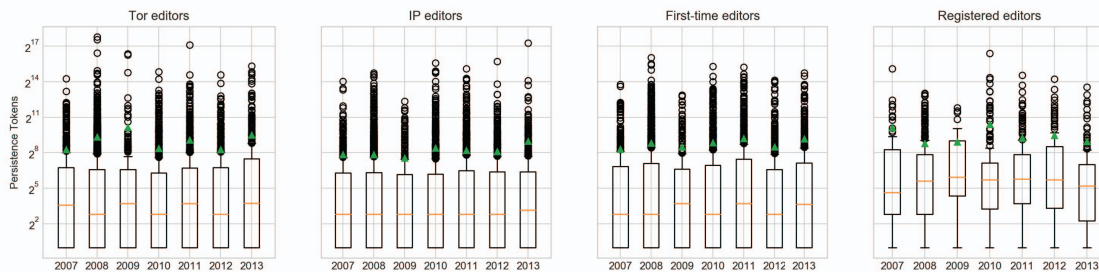 Tor editors
IP editors
First-time editors
Registered editors
Persistence Tokens
2^17
2^14
2^11
2^8
2^5
2^2
2007 2008 2009 2010 2011 2012 2013
2007 2008 2009 2010 2011 2012 2013
2007 2008 2009 2010 2011 2012 2013
2007 2008 2009 2010 2011 2012 2013